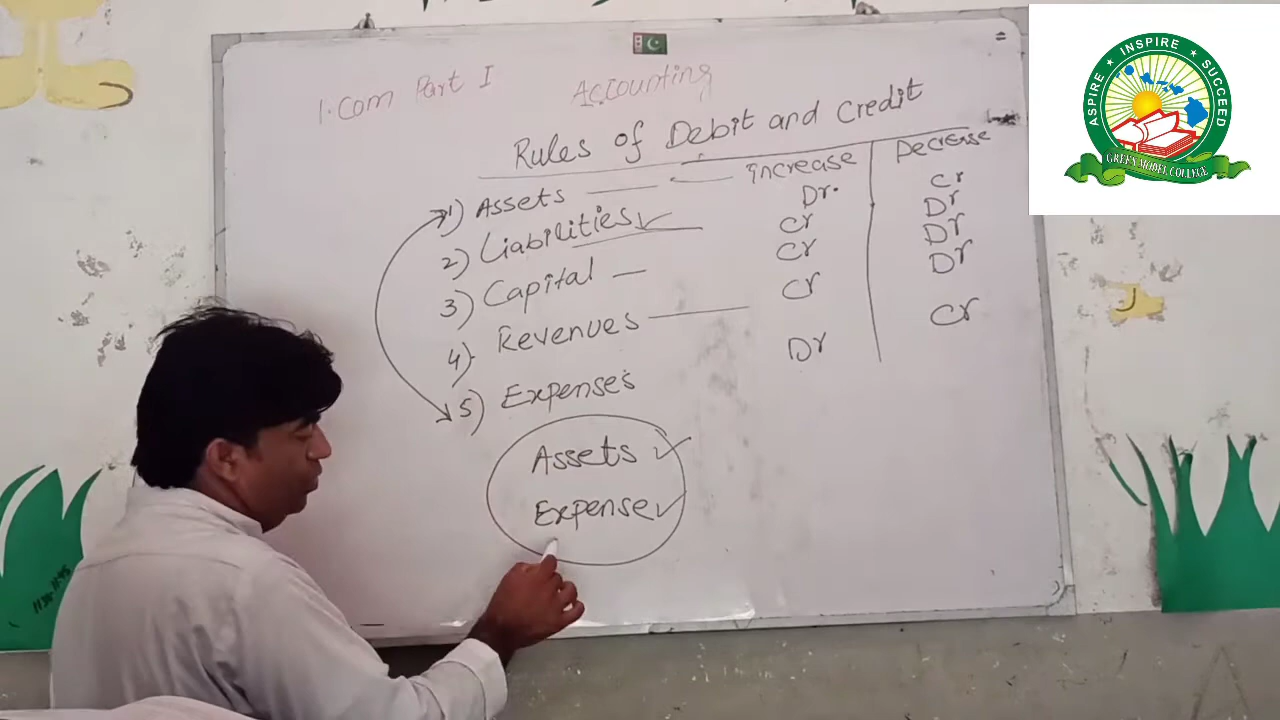 I.Com Part I Accounting
Rules of Debit and Credit
Increase Decrease
1) Assets Dr. Cr
2) Liabilities Cr Dr
3) Capital Cr Dr
4) Revenues Cr Dr
5) Expenses Dr Cr
Assets
Expense
ASPIRE ★ INSPIRE ★ SUCCEED
GREEN MODEL COLLEGE